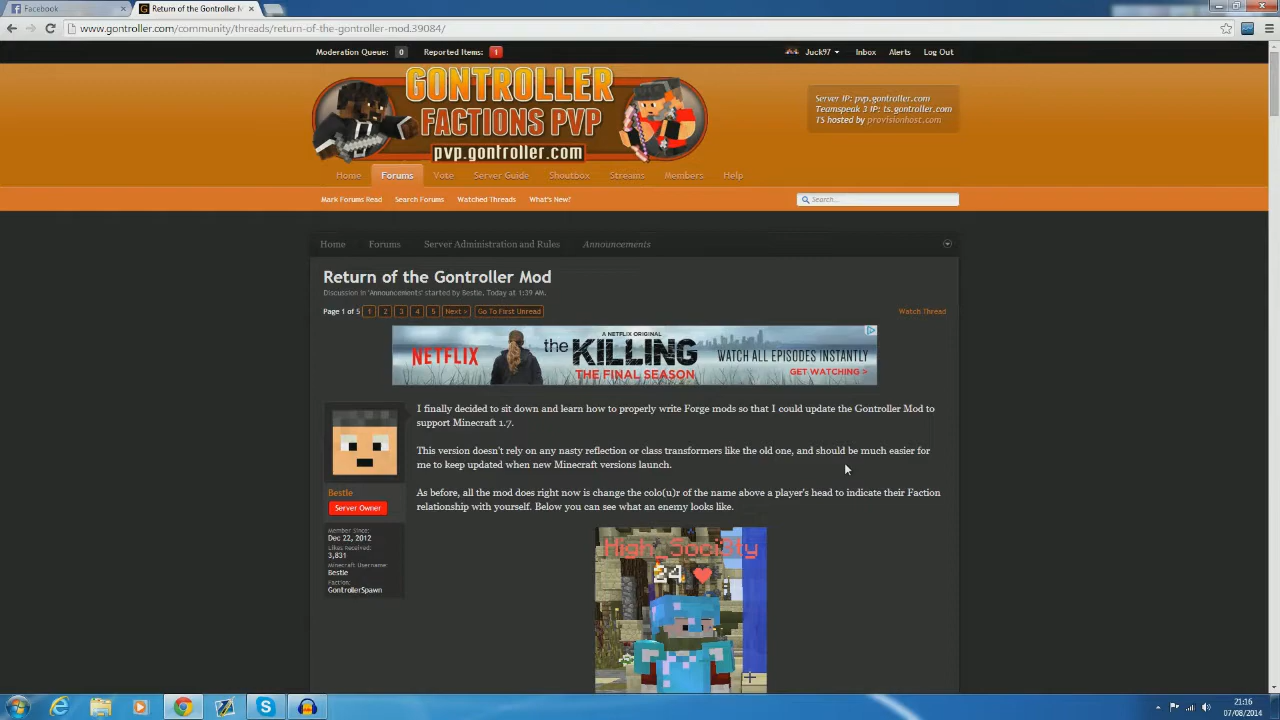 Facebook
Return of the Gontroller M
www.gontroller.com/community/threads/return-of-the-gontroller-mod.39084/
Moderation Queue: 0 Reported Items: 1 Juck97 Inbox Alerts Log Out
GONTROLLER
FACTIONS PVP
pvp.gontroller.com
Server IP: pvp.gontroller.com
Teamspeak 3 IP: ts.gontroller.com
TS hosted by provisionhost.com
Home Forums Vote Server Guide Shoutbox Streams Members Help
Mark Forums Read Search Forums Watched Threads What's New? Search...
Home Forums Server Administration and Rules Announcements
Return of the Gontroller Mod
Discussion in 'Announcements' started by Bestle, Today at 1:39 AM.
Page 1 of 5 1 2 3 4 5 Next > Go To First Unread Watch Thread
A NETFLIX ORIGINAL
NETFLIX the KILLING WATCH ALL EPISODES INSTANTLY
THE FINAL SEASON GET WATCHING >
I finally decided to sit down and learn how to properly write Forge mods so that I could update the Gontroller Mod to
support Minecraft 1.7.
This version doesn't rely on any nasty reflection or class transformers like the old one, and should be much easier for
me to keep updated when new Minecraft versions launch.
As before, all the mod does right now is change the colo(u)r of the name above a player's head to indicate their Faction
relationship with yourself. Below you can see what an enemy looks like.
Bestle
Server Owner
Member Since:
Dec 22, 2012
Likes Received:
3,831
Minecraft Username:
Bestle
Faction:
GontrollerSpawn
High_Soci3ty
24
21:16
07/08/2014